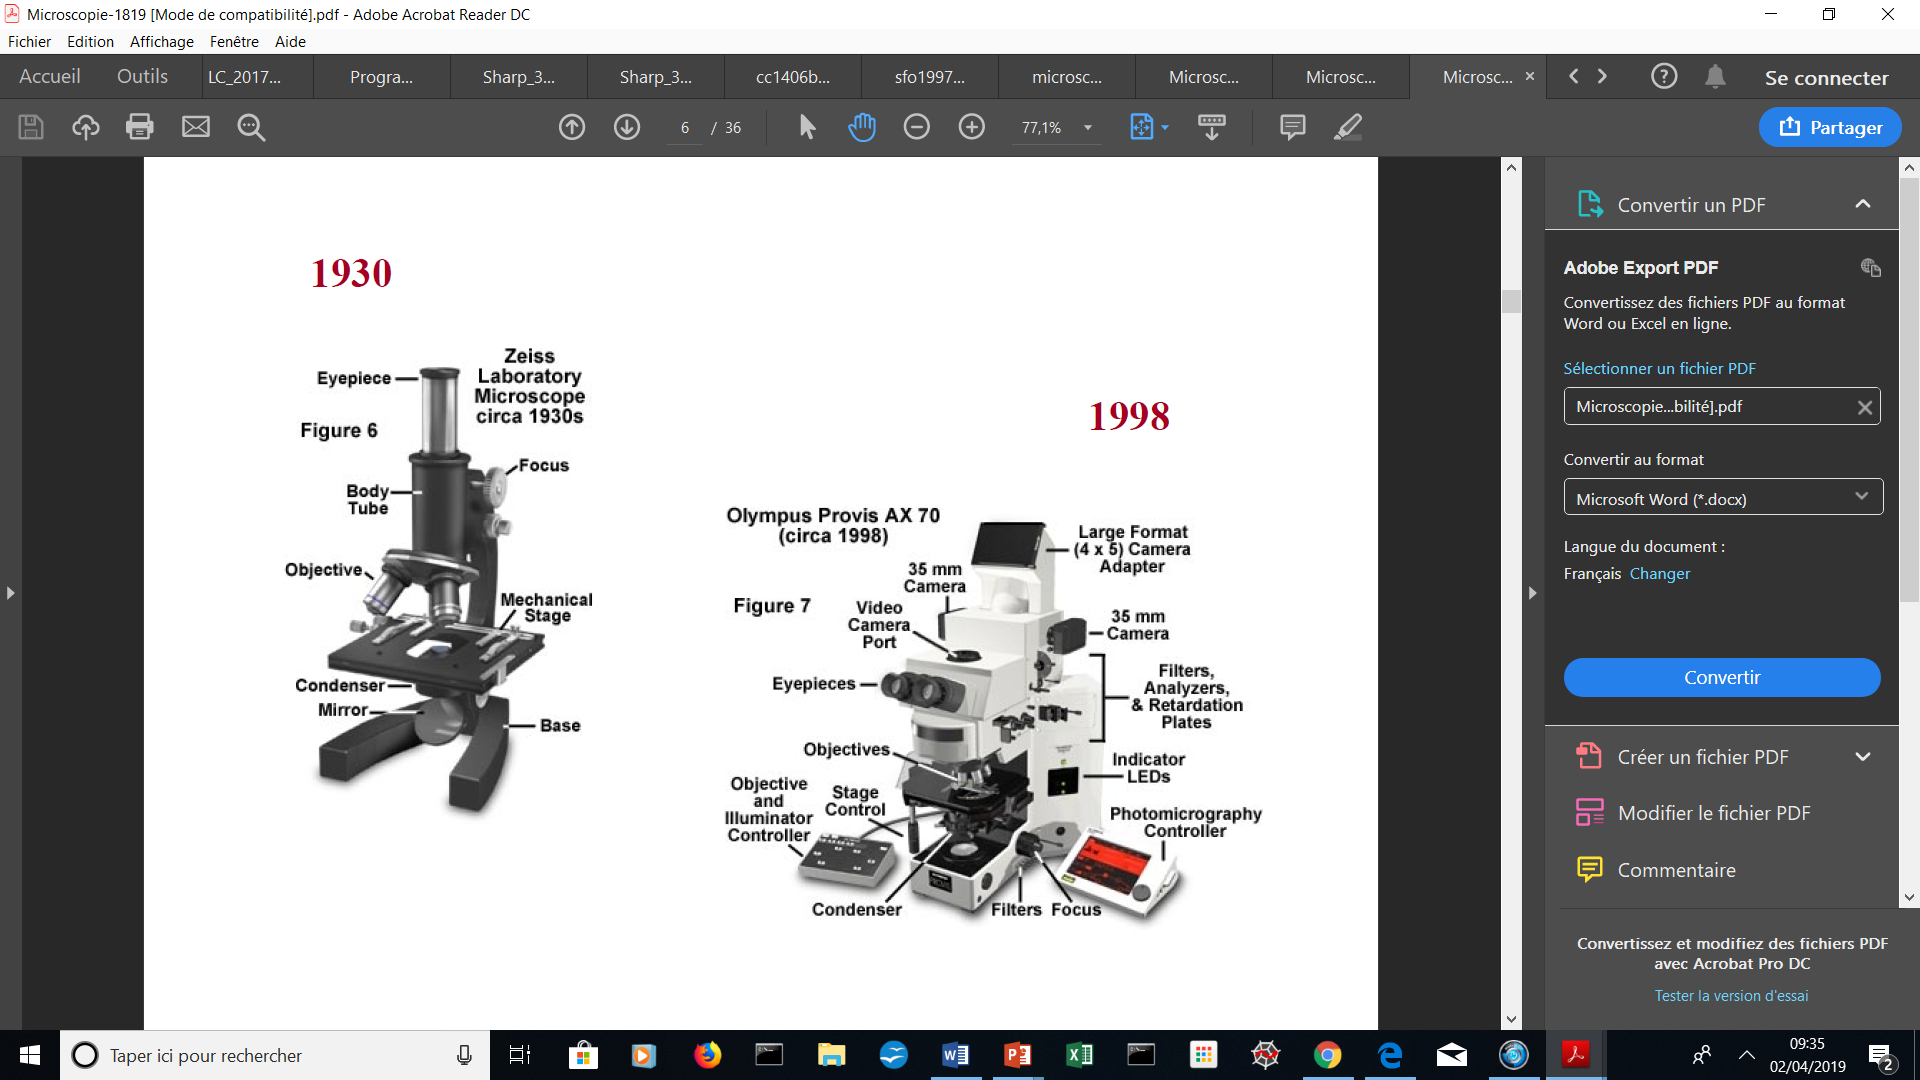 Microscopie-1819 [Mode de compatibilité].pdf - Adobe Acrobat Reader DC
Fichier Edition Affichage Fenêtre Aide
Accueil Outils LC_2017... Progra... Sharp_3... Sharp_3... cc1406b... sfo1997... microsc... Microsc... Microsc... Microsc... Se connecter
6 / 36 77,1% Partager
1930
Zeiss
Laboratory
Microscope
circa 1930s
Eyepiece
Figure 6
Focus
Body
Tube
Objective
Mechanical
Stage
Condenser
Mirror
Base
1998
Olympus Provis AX 70
(circa 1998)
Large Format
(4 x 5) Camera
Adapter
35 mm
Camera
Figure 7
Video
Camera
Port
35 mm
Camera
Eyepieces
Filters,
Analyzers,
& Retardation
Plates
Objectives
Indicator
LEDs
Objective
and
Illuminator
Controller
Stage
Control
Photomicrography
Controller
Condenser
Filters
Focus
Convertir un PDF
Adobe Export PDF
Convertissez des fichiers PDF au format
Word ou Excel en ligne.
Sélectionner un fichier PDF
Microscopie...bilité].pdf
Convertir au format
Microsoft Word (*.docx)
Langue du document :
Français Changer
Convertir
Créer un fichier PDF
Modifier le fichier PDF
Commentaire
Convertissez et modifiez des fichiers PDF
avec Acrobat Pro DC
Tester la version d'essai
Taper ici pour rechercher
09:35
02/04/2019
2